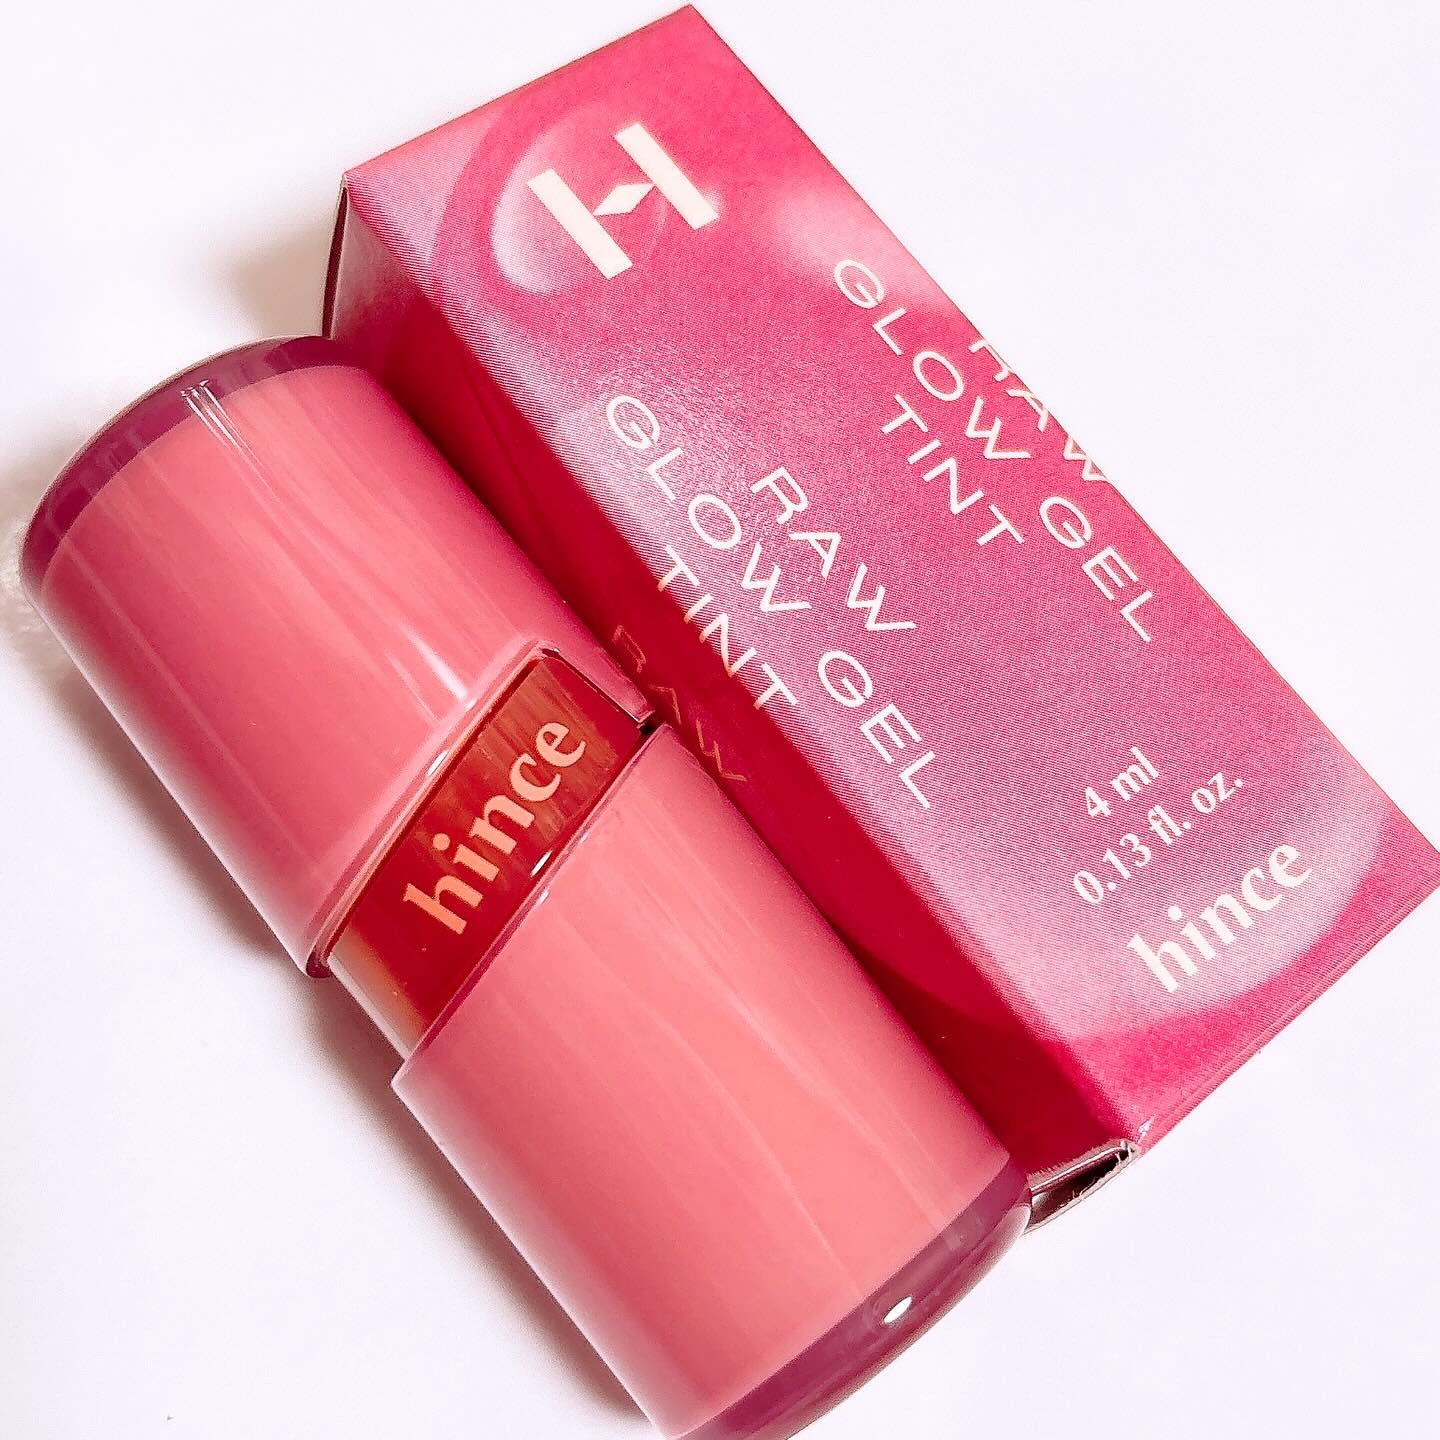 H
RAW
GLOW GEL
TINT
RAW
GLOW GEL
TINT
4 ml
0.13 fl. oz.
hince
RAW
hince